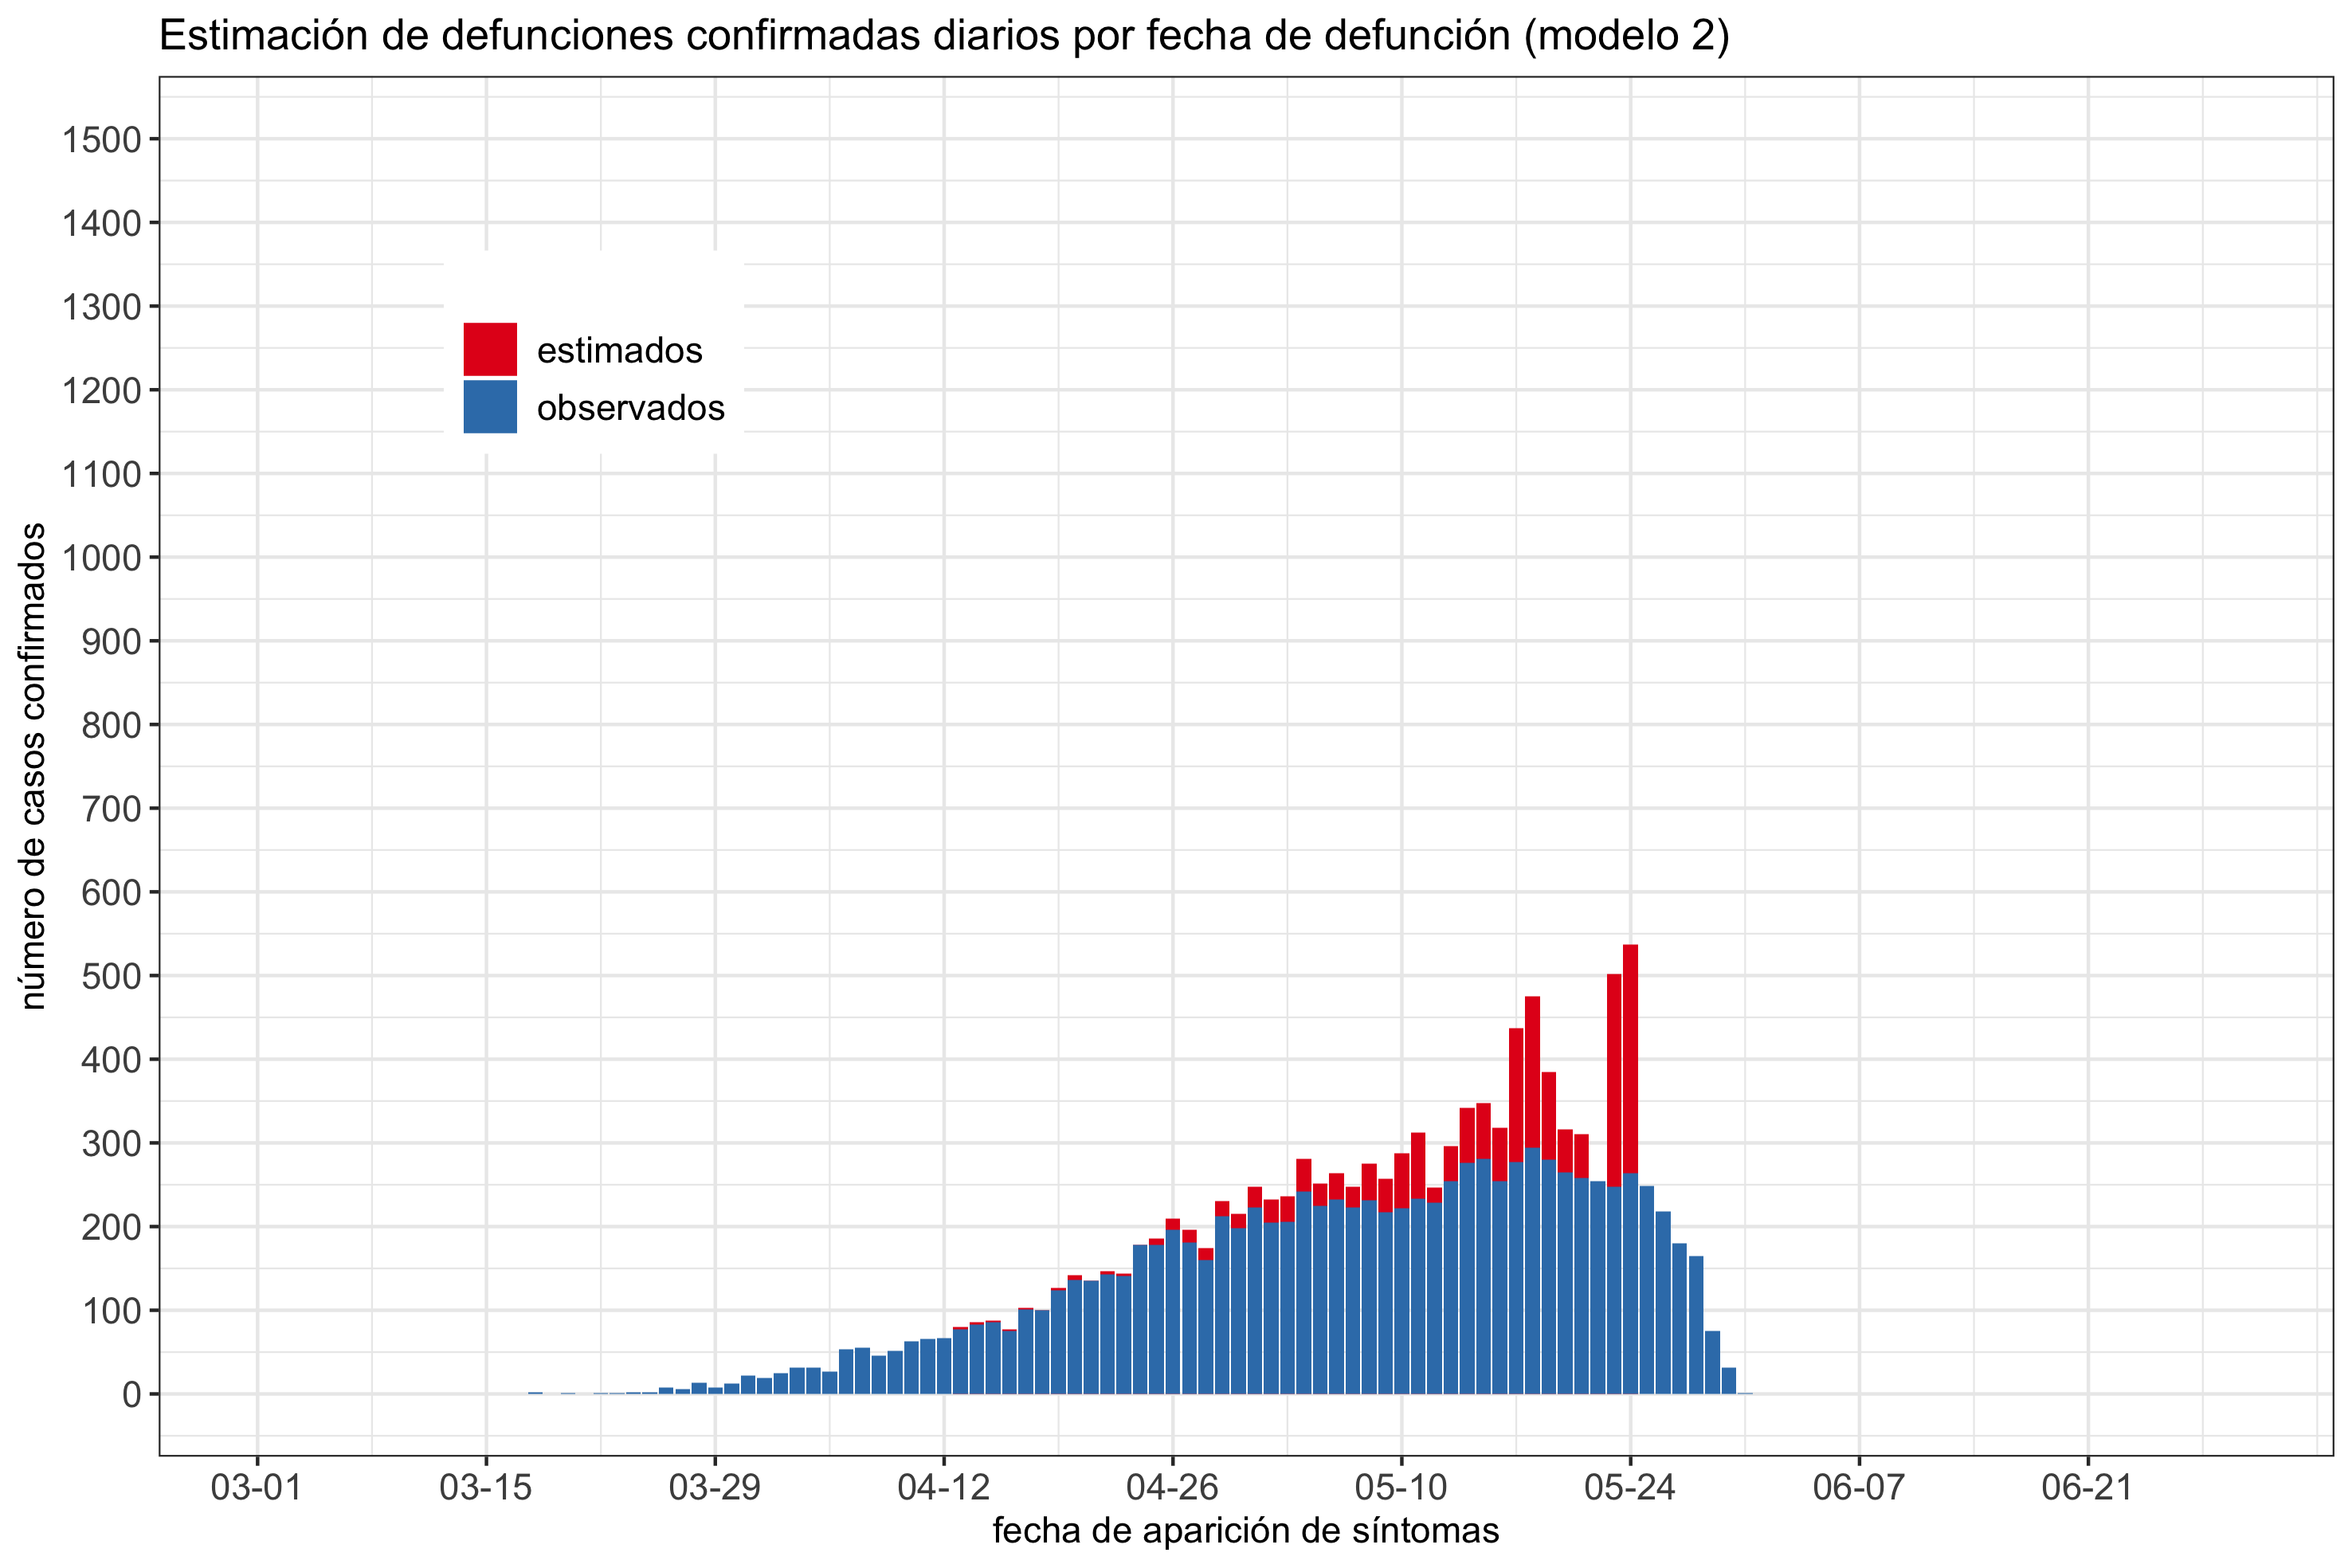 Estimación de defunciones confirmadas diarios por fecha de defunción (modelo 2)
número de casos confirmados
1500
1400
1300
1200
1100
1000
900
800
700
600
500
400
300
200
100
0
estimados
observados
03-01 03-15 03-29 04-12 04-26 05-10 05-24 06-07 06-21
fecha de aparición de síntomas